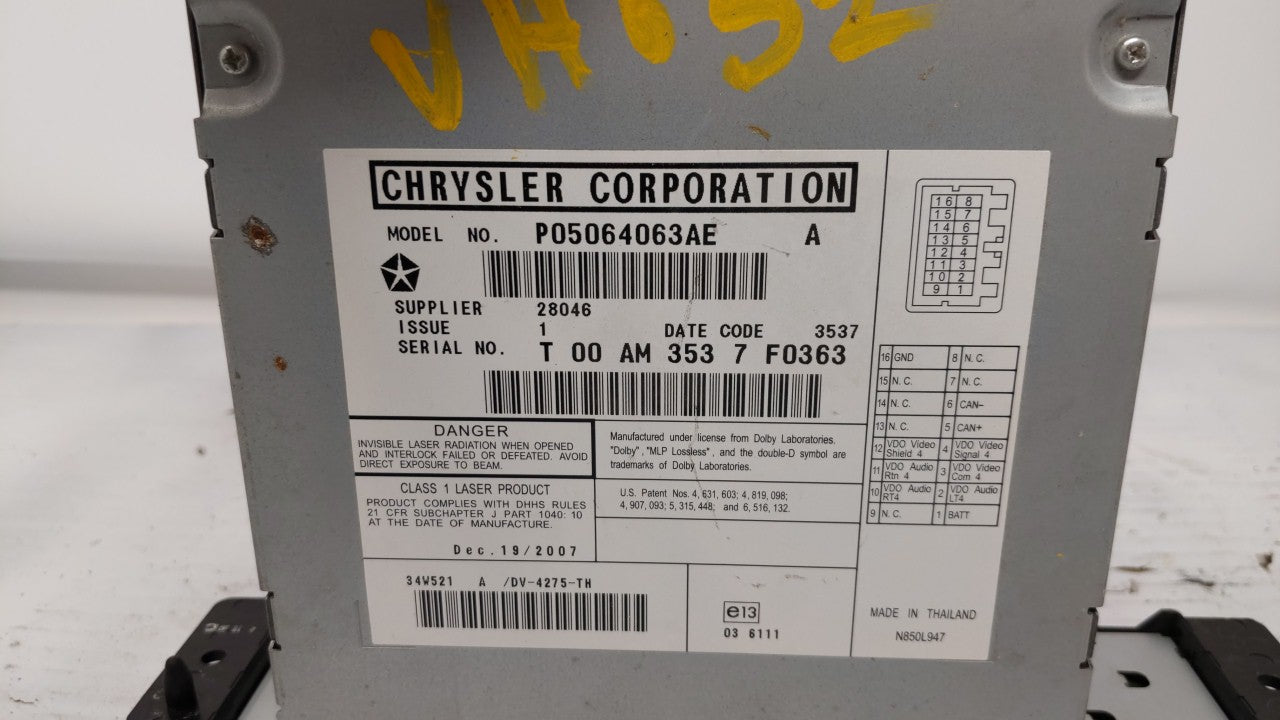 VH052
CHRYSLER CORPORATION
MODEL NO. P05064063AE A
SUPPLIER 28046
ISSUE 1 DATE CODE 3537
SERIAL NO. T 00 AM 353 7 F0363
DANGER
INVISIBLE LASER RADIATION WHEN OPENED
AND INTERLOCK FAILED OR DEFEATED. AVOID
DIRECT EXPOSURE TO BEAM.
CLASS 1 LASER PRODUCT
PRODUCT COMPLIES WITH DHHS RULES
21 CFR SUBCHAPTER J PART 1040: 10
AT THE DATE OF MANUFACTURE.
Dec. 19/2007
Manufactured under license from Dolby Laboratories.
"Dolby", "MLP Lossless", and the double-D symbol are
trademarks of Dolby Laboratories.
U.S. Patent Nos. 4, 631, 603; 4, 819, 098;
4, 907, 093; 5, 315, 448; and 6, 516, 132.
34W521 A /DV-4275-TH
e13
03 6111
16 8
15 7
14 6
13 5
12 4
11 3
10 2
9 1
16 GND 8 N. C.
15 N. C. 7 N. C.
14 N. C. 6 CAN-
13 N. C. 5 CAN+
12 VDO Video Shield 4 4 VDO Video Signal 4
11 VDO Audio Rtn 4 3 VDO Video Com 4
10 VDO Audio RT4 2 VDO Audio LT4
9 N. C. 1 BATT
MADE IN THAILAND
N850L947